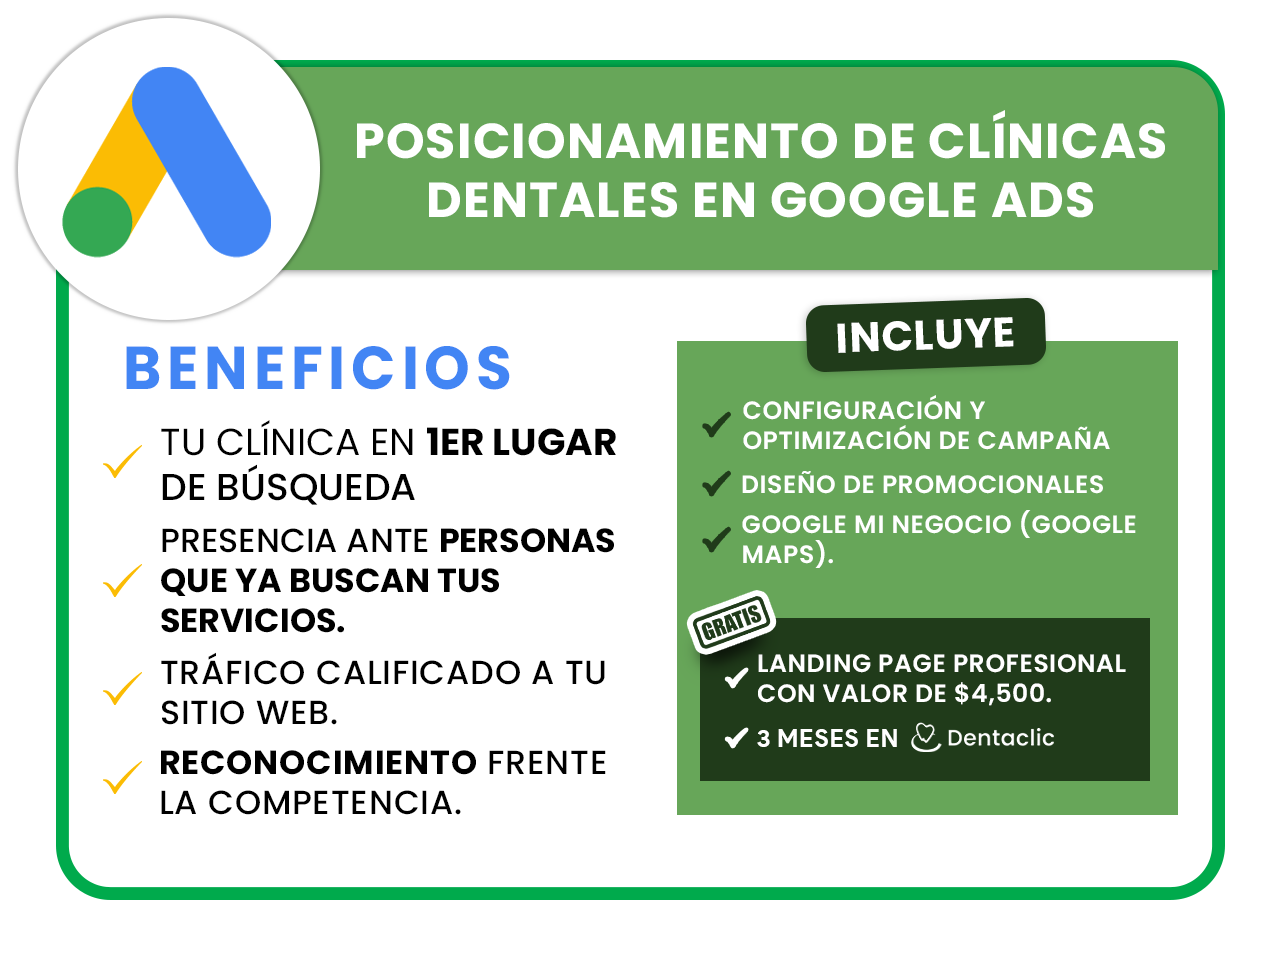 POSICIONAMIENTO DE CLÍNICAS
DENTALES EN GOOGLE ADS
BENEFICIOS
TU CLÍNICA EN 1ER LUGAR
DE BÚSQUEDA
PRESENCIA ANTE PERSONAS
QUE YA BUSCAN TUS
SERVICIOS.
TRÁFICO CALIFICADO A TU
SITIO WEB.
RECONOCIMIENTO FRENTE
LA COMPETENCIA.
INCLUYE
CONFIGURACIÓN Y
OPTIMIZACIÓN DE CAMPAÑA
DISEÑO DE PROMOCIONALES
GOOGLE MI NEGOCIO (GOOGLE
MAPS).
GRATIS
LANDING PAGE PROFESIONAL
CON VALOR DE $4,500.
3 MESES EN Dentaclic